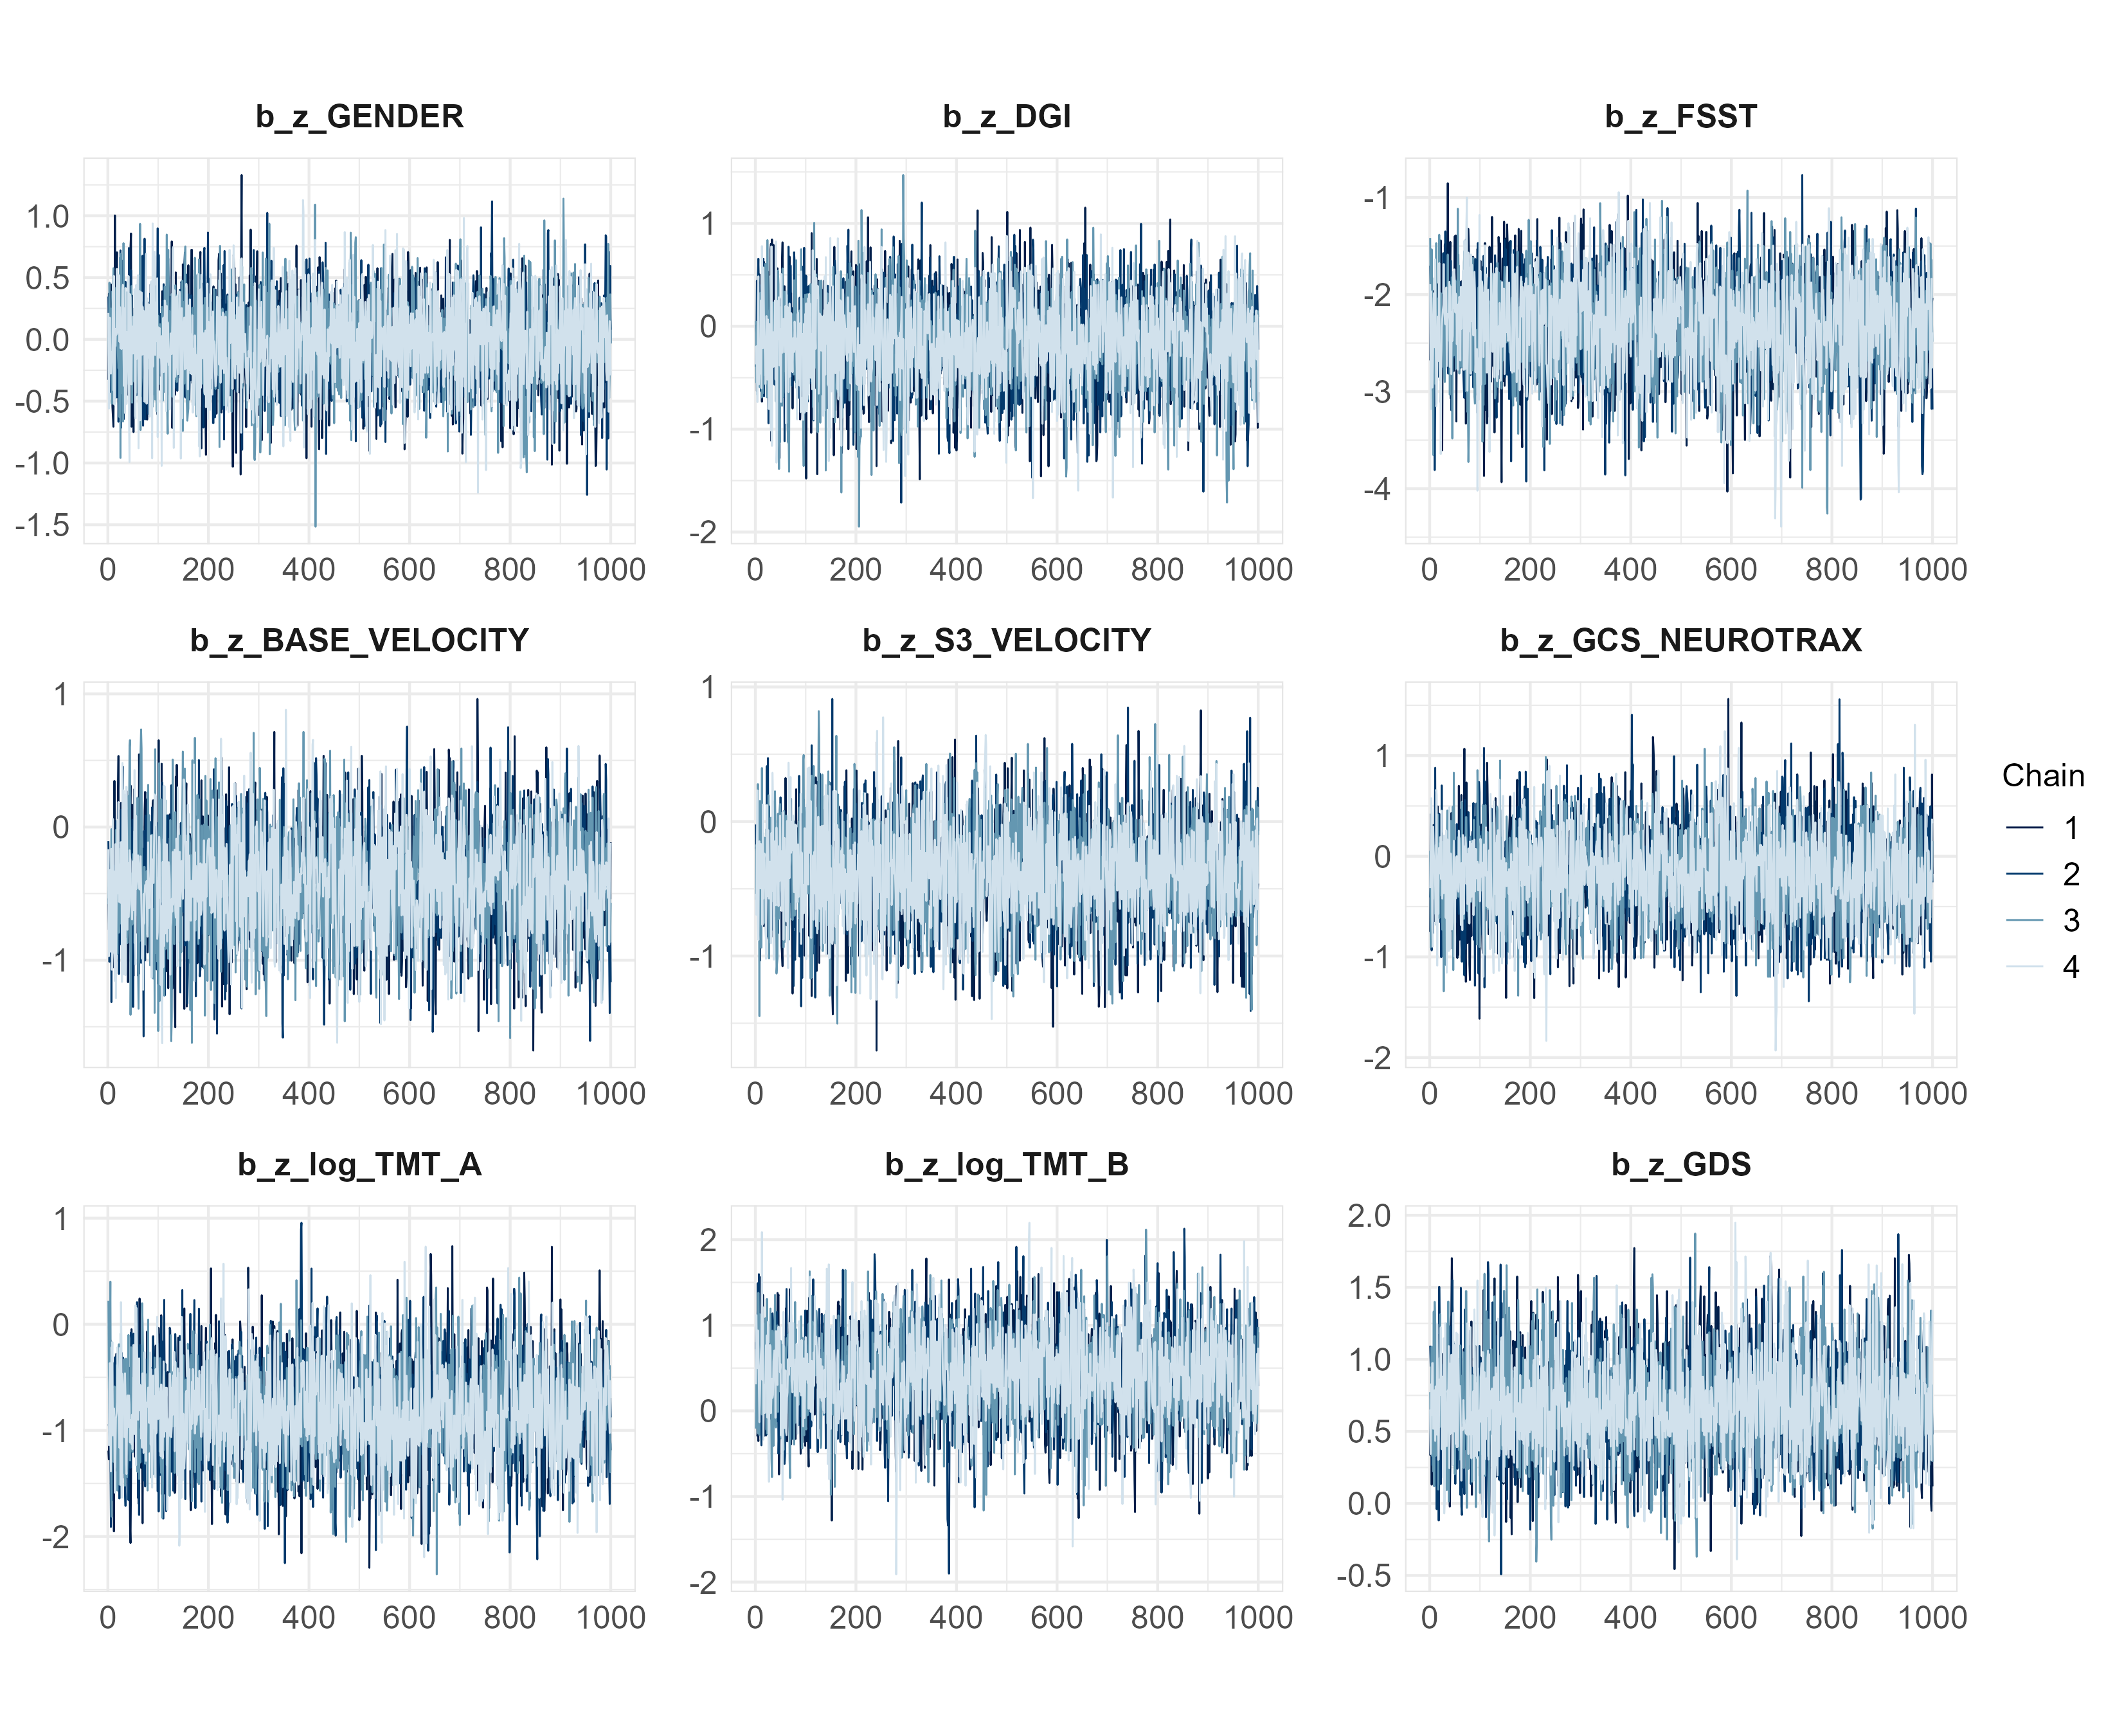 b_z_GENDER
b_z_DGI
b_z_FSST
1.0
0.5
0.0
-0.5
-1.0
-1.5
0 200 400 600 800 1000
1
0
-1
-2
0 200 400 600 800 1000
-1
-2
-3
-4
0 200 400 600 800 1000
b_z_BASE_VELOCITY
b_z_S3_VELOCITY
b_z_GCS_NEUROTRAX
1
0
-1
0 200 400 600 800 1000
1
0
-1
0 200 400 600 800 1000
1
0
-1
-2
0 200 400 600 800 1000
Chain
1
2
3
4
b_z_log_TMT_A
b_z_log_TMT_B
b_z_GDS
1
0
-1
-2
0 200 400 600 800 1000
2
1
0
-1
-2
0 200 400 600 800 1000
2.0
1.5
1.0
0.5
0.0
-0.5
0 200 400 600 800 1000